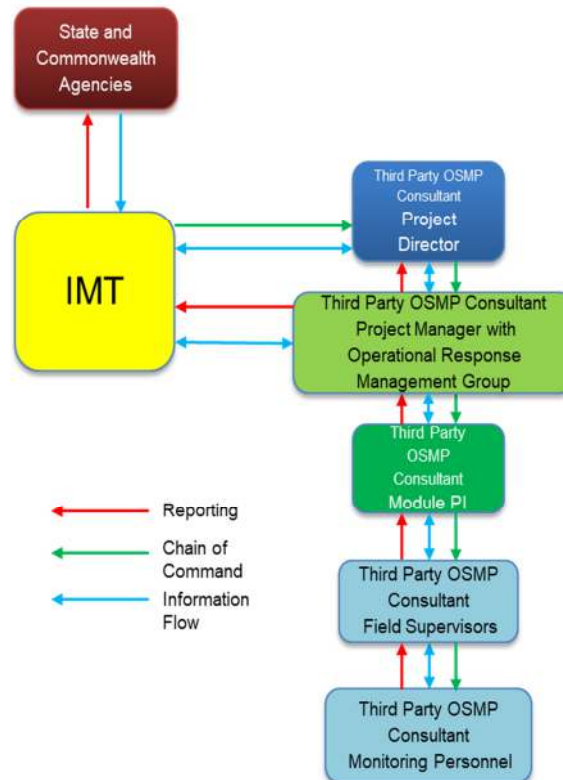 State and
Commonwealth
Agencies
Third Party OSMP
Consultant
Project
Director
IMT
Third Party OSMP Consultant
Project Manager with
Operational Response
Management Group
Third Party
OSMP
Consultant
Module PI
Reporting
Chain of
Command
Information
Flow
Third Party OSMP
Consultant
Field Supervisors
Third Party OSMP
Consultant
Monitoring Personnel